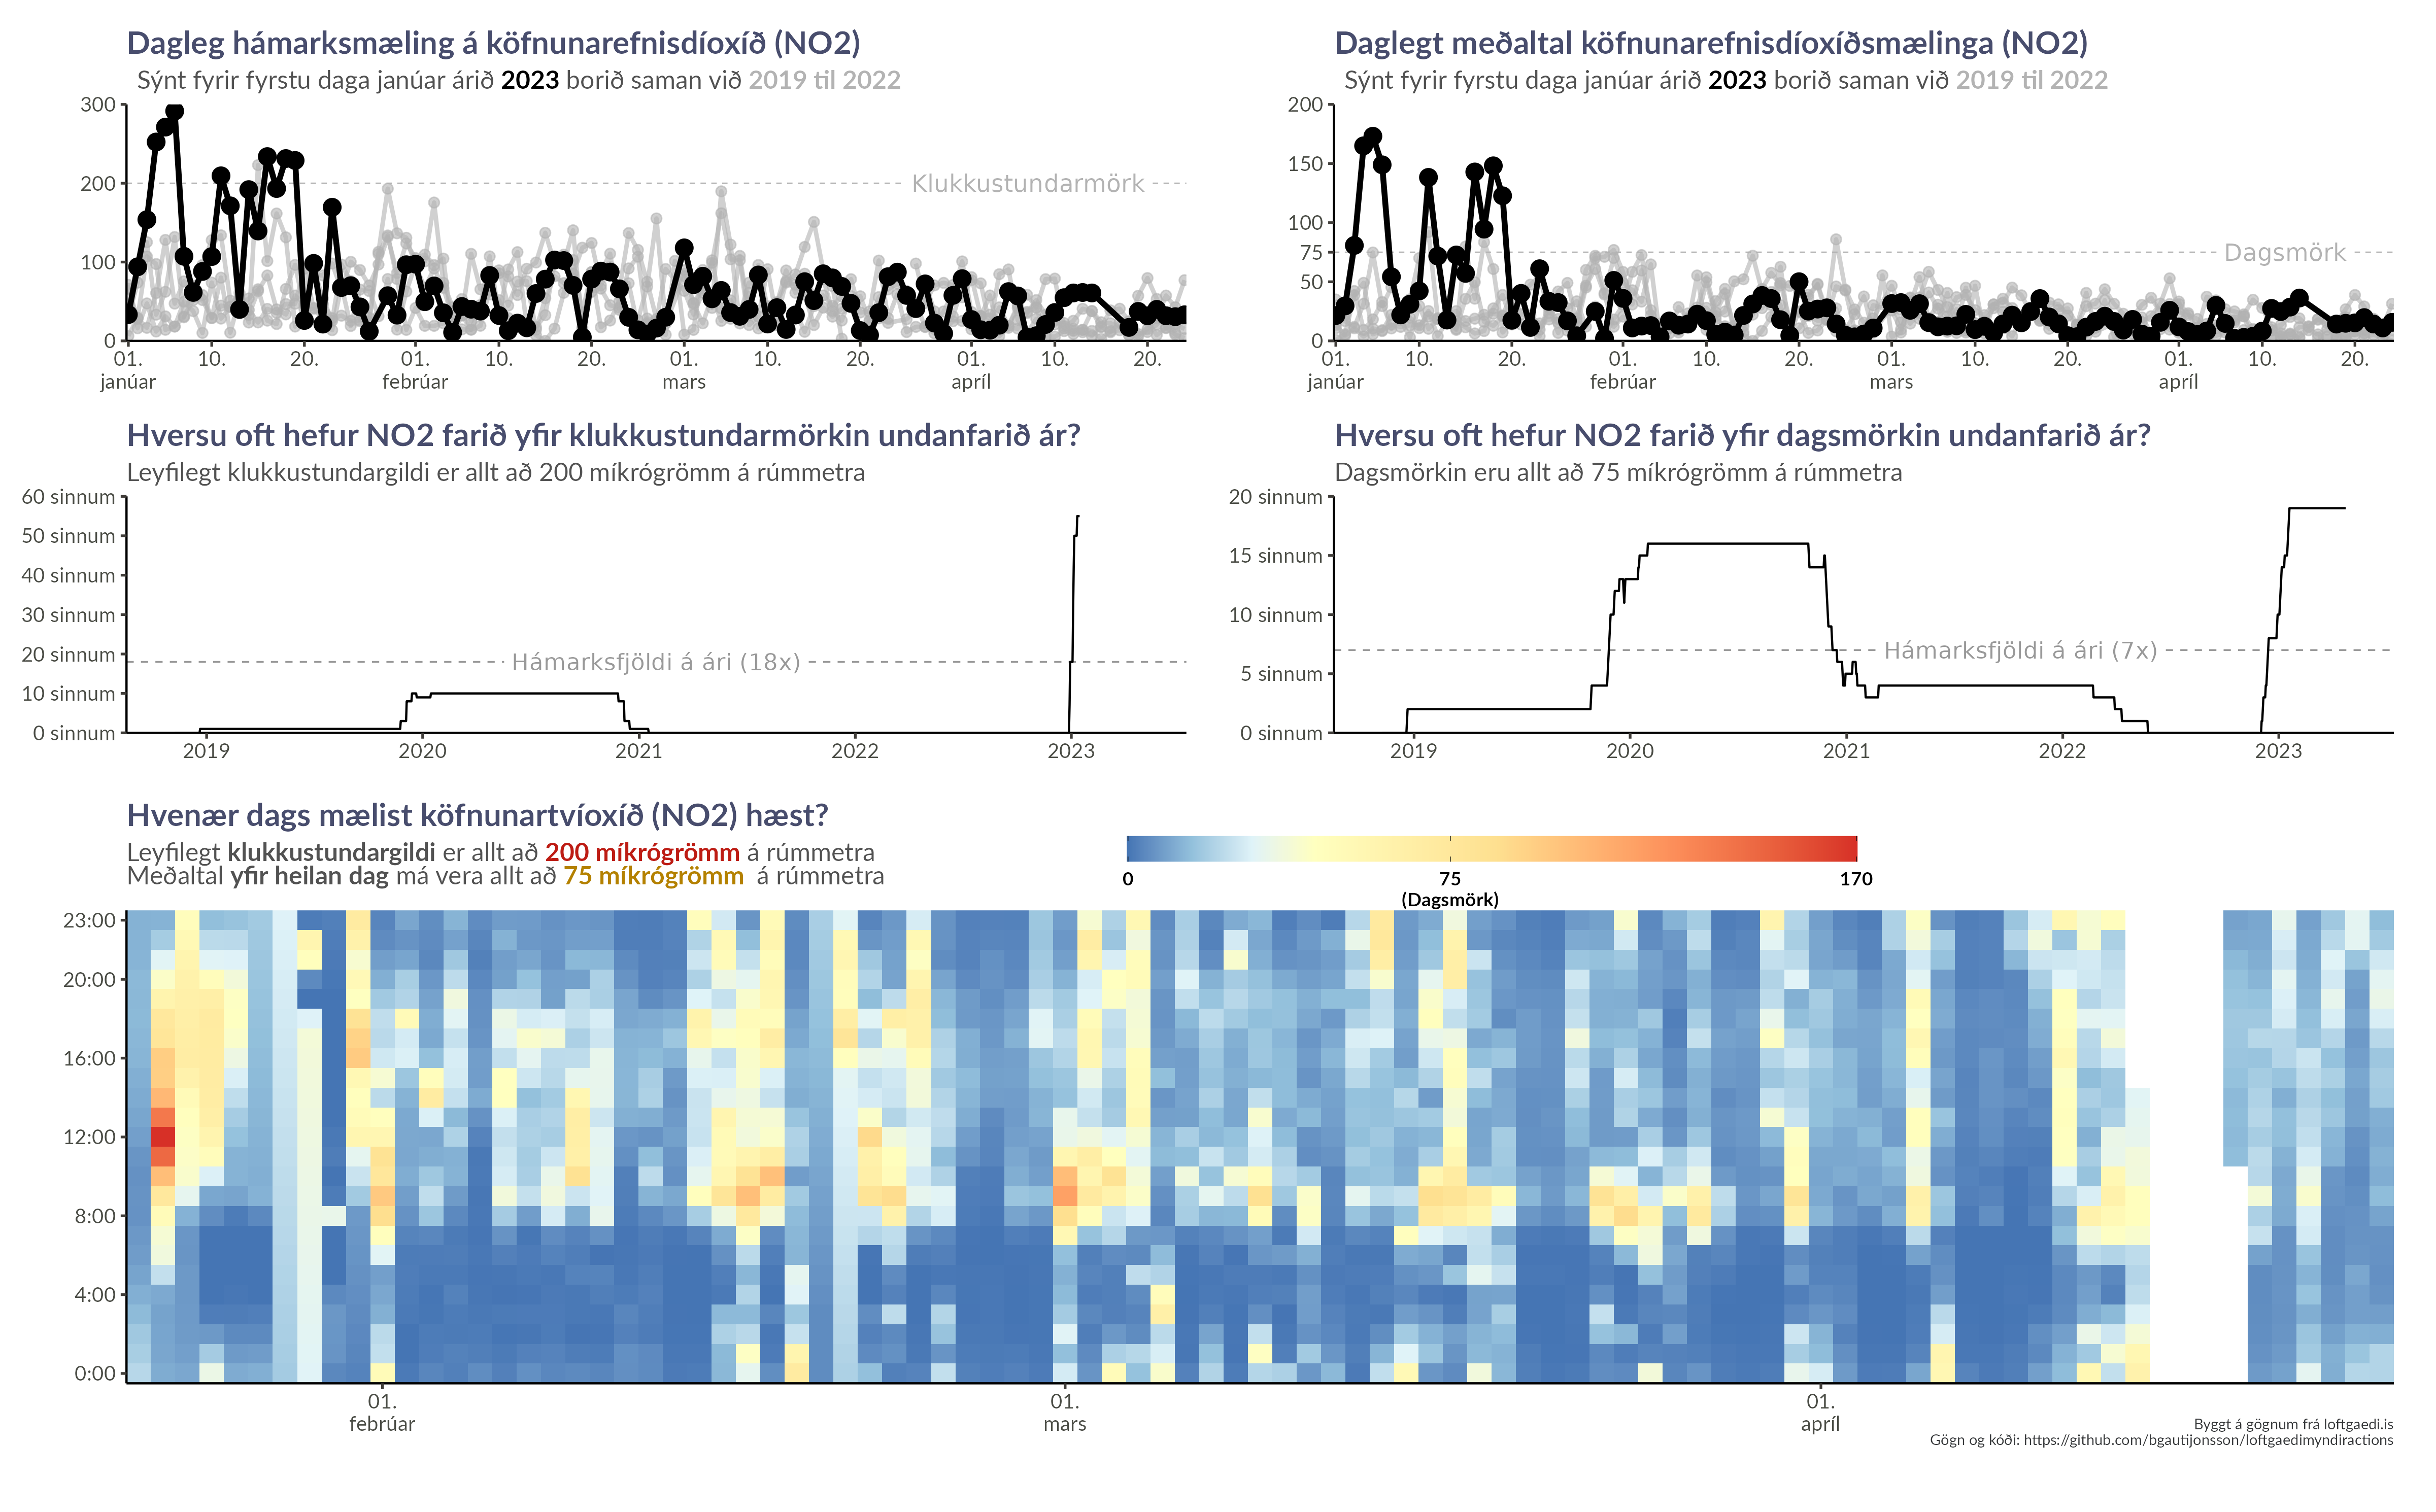 Dagleg hámarksmæling á köfnunarefnisdíoxíð (NO2)
Sýnt fyrir fyrstu daga janúar árið 2023 borið saman við 2019 til 2022
300
200
100
0
Klukkustundarmörk
01. 10. 20. 01. 10. 20. 01. 10. 20. 01. 10. 20.
janúar febrúar mars apríl
Daglegt meðaltal köfnunarefnisdíoxíðsmælinga (NO2)
Sýnt fyrir fyrstu daga janúar árið 2023 borið saman við 2019 til 2022
200
150
100
75
50
0
Dagsmörk
01. 10. 20. 01. 10. 20. 01. 10. 20. 01. 10. 20.
janúar febrúar mars apríl
Hversu oft hefur NO2 farið yfir klukkustundarmörkin undanfarið ár?
Leyfilegt klukkustundargildi er allt að 200 míkrógrömm á rúmmetra
60 sinnum
50 sinnum
40 sinnum
30 sinnum
20 sinnum
10 sinnum
0 sinnum
Hámarksfjöldi á ári (18x)
2019 2020 2021 2022 2023
Hversu oft hefur NO2 farið yfir dagsmörkin undanfarið ár?
Dagsmörkin eru allt að 75 míkrógrömm á rúmmetra
20 sinnum
15 sinnum
10 sinnum
5 sinnum
0 sinnum
Hámarksfjöldi á ári (7x)
2019 2020 2021 2022 2023
Hvenær dags mælist köfnunartvíoxíð (NO2) hæst?
Leyfilegt klukkustundargildi er allt að 200 míkrógrömm á rúmmetra
Meðaltal yfir heilan dag má vera allt að 75 míkrógrömm á rúmmetra
0 75 170
(Dagsmörk)
23:00
20:00
16:00
12:00
8:00
4:00
0:00
01. 01. 01.
febrúar mars apríl
Byggt á gögnum frá loftgaedi.is
Gögn og kóði: https://github.com/bgautijonsson/loftgaedimyndiractions